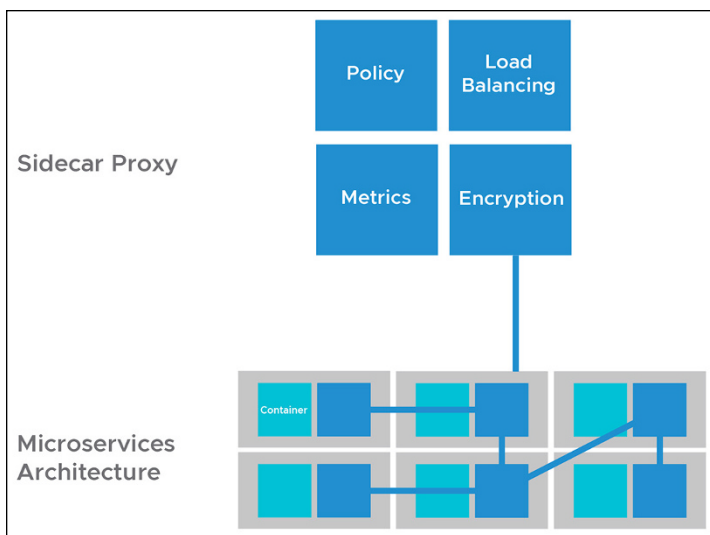 Policy
Load
Balancing
Sidecar Proxy
Metrics
Encryption
Container
Microservices
Architecture